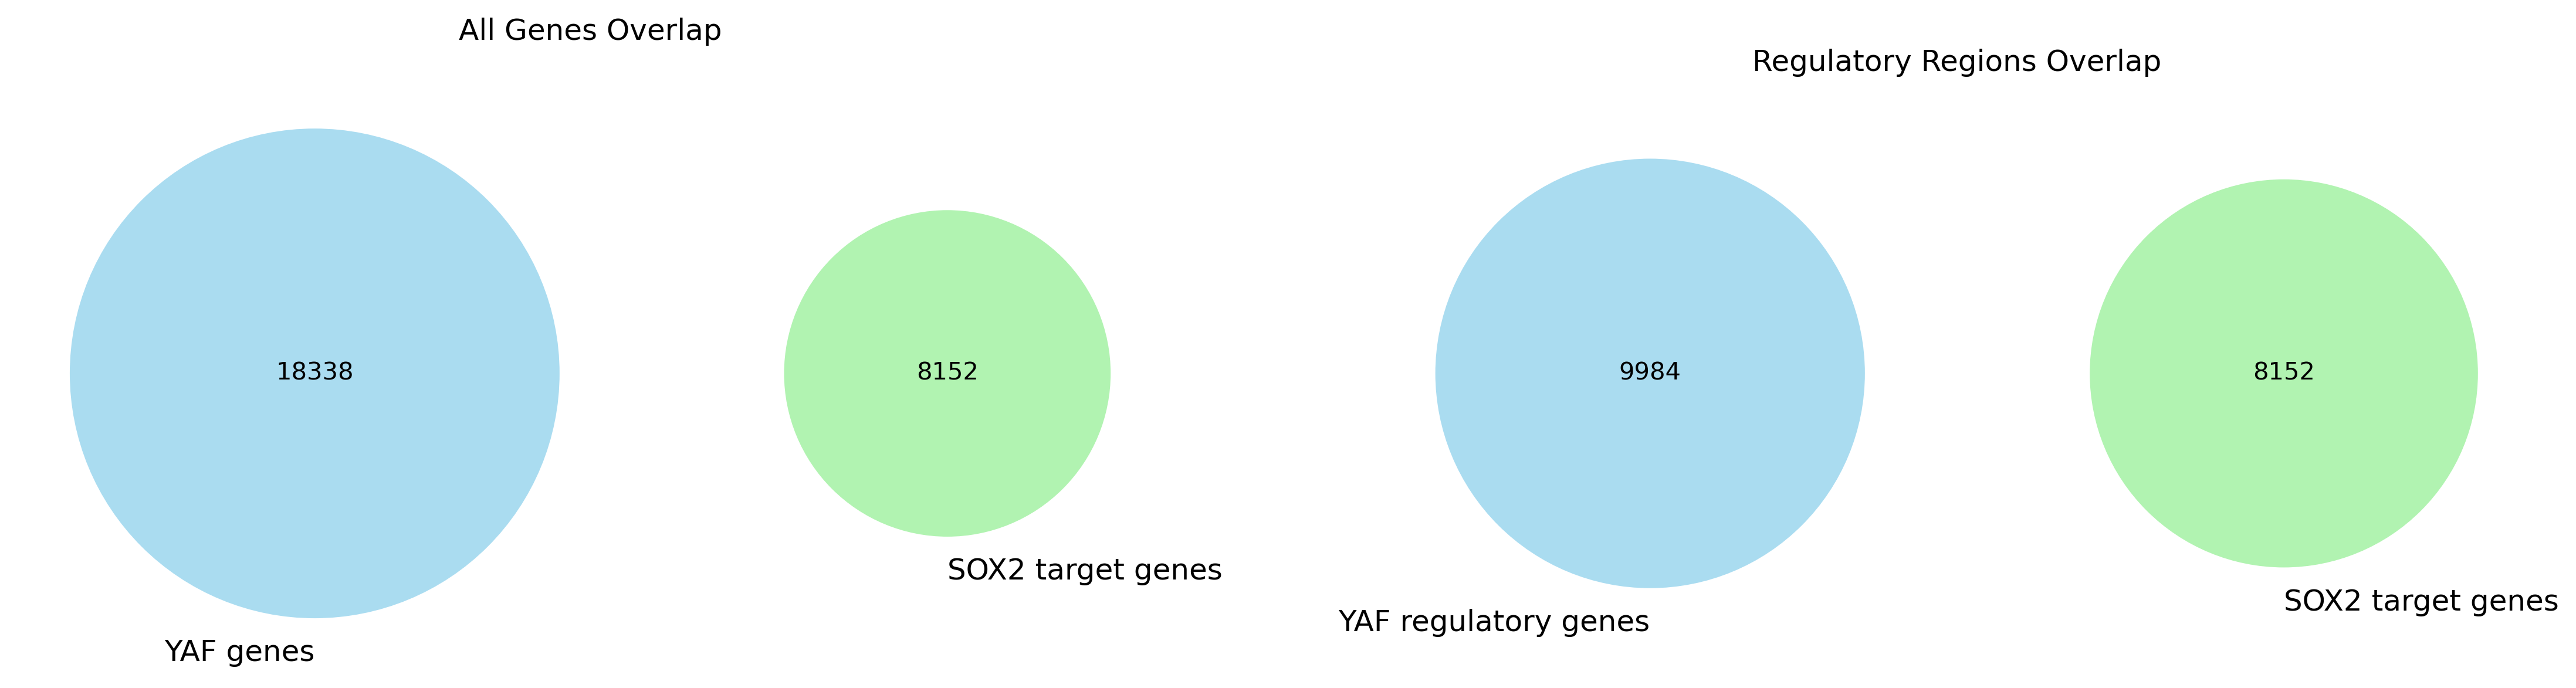 All Genes Overlap
18338
8152
YAF genes
SOX2 target genes
Regulatory Regions Overlap
9984
8152
YAF regulatory genes
SOX2 target genes